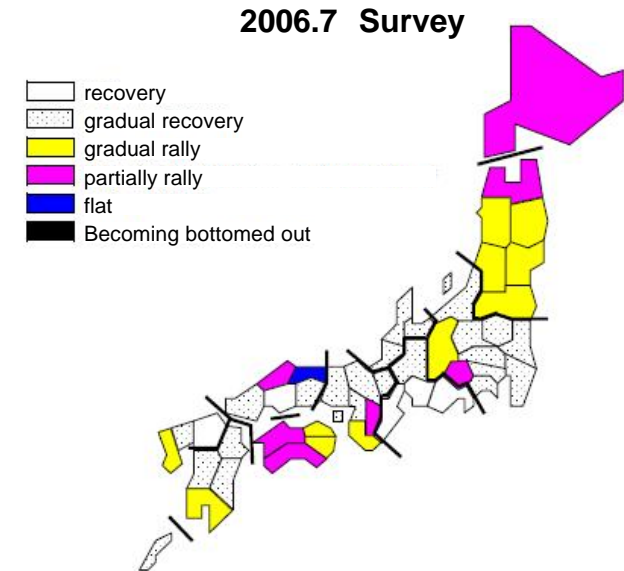 2006.7 Survey
recovery
gradual recovery
gradual rally
partially rally
flat
Becoming bottomed out